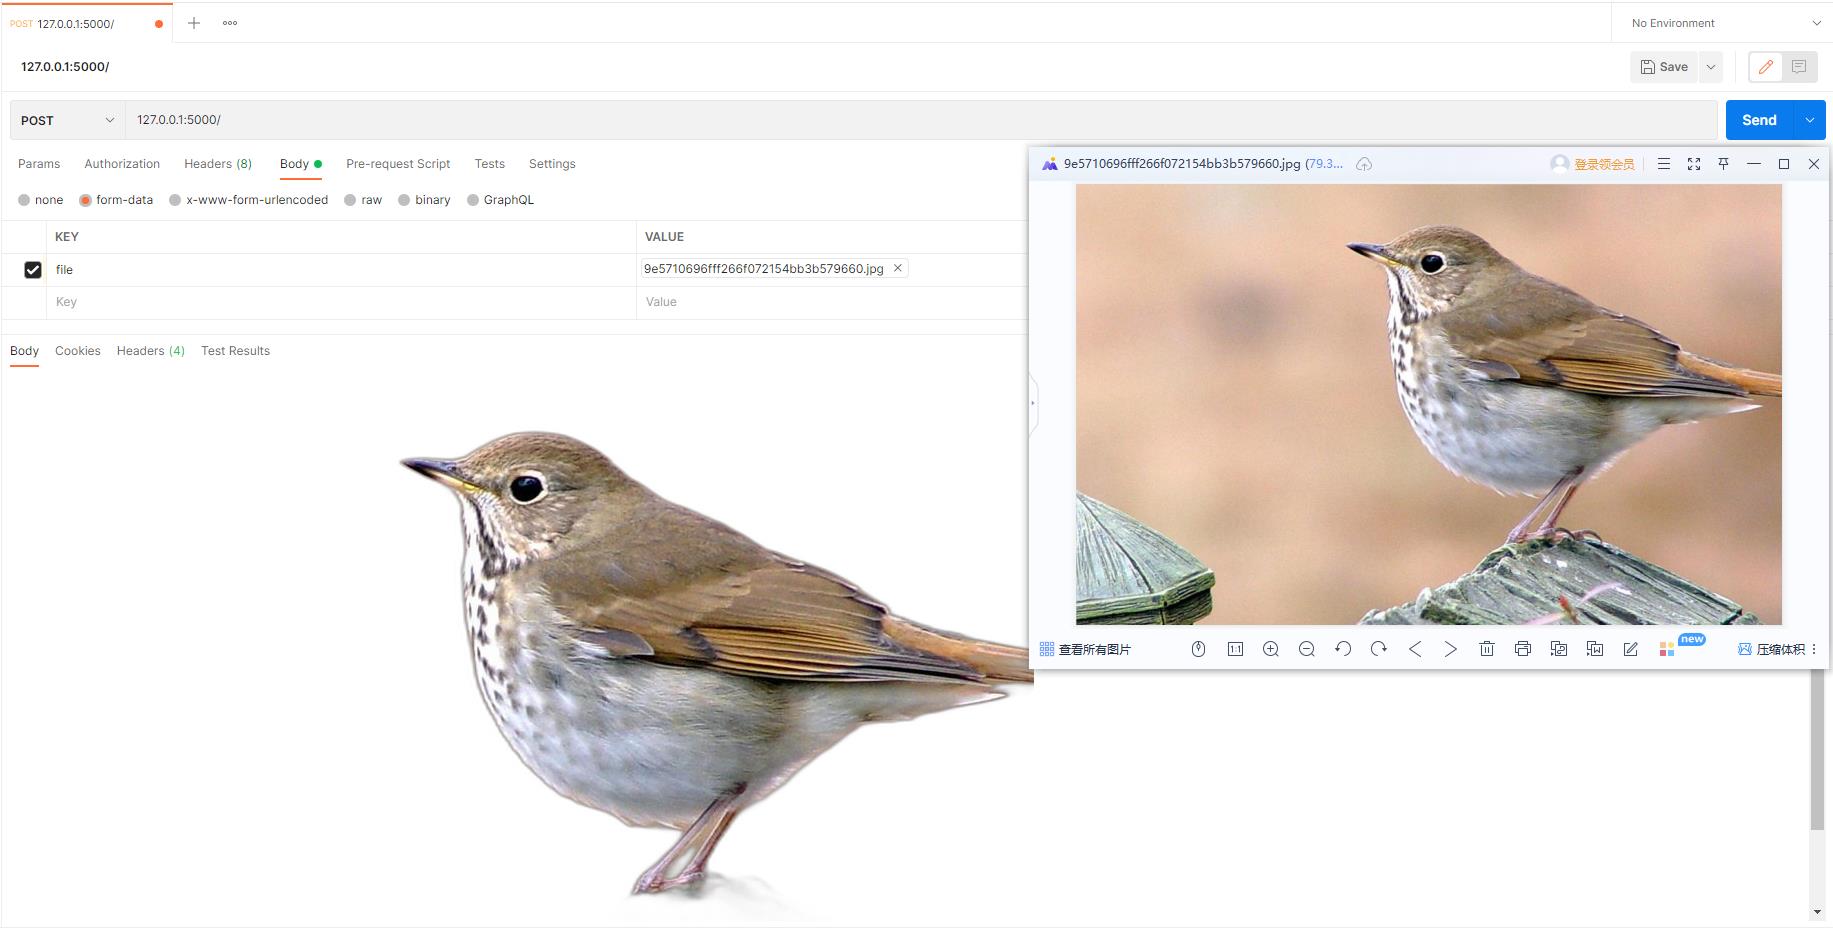 POST 127.0.0.1:5000/
No Environment
127.0.0.1:5000/
Save
POST 127.0.0.1:5000/
Send
Params Authorization Headers (8) Body Pre-request Script Tests Settings
none form-data x-www-form-urlencoded raw binary GraphQL
KEY VALUE
file 9e5710696fff266f072154bb3b579660.jpg
Key Value
Body Cookies Headers (4) Test Results
9e5710696fff266f072154bb3b579660.jpg (79.3...
登录领会员
查看所有图片
1:1
new
压缩体积